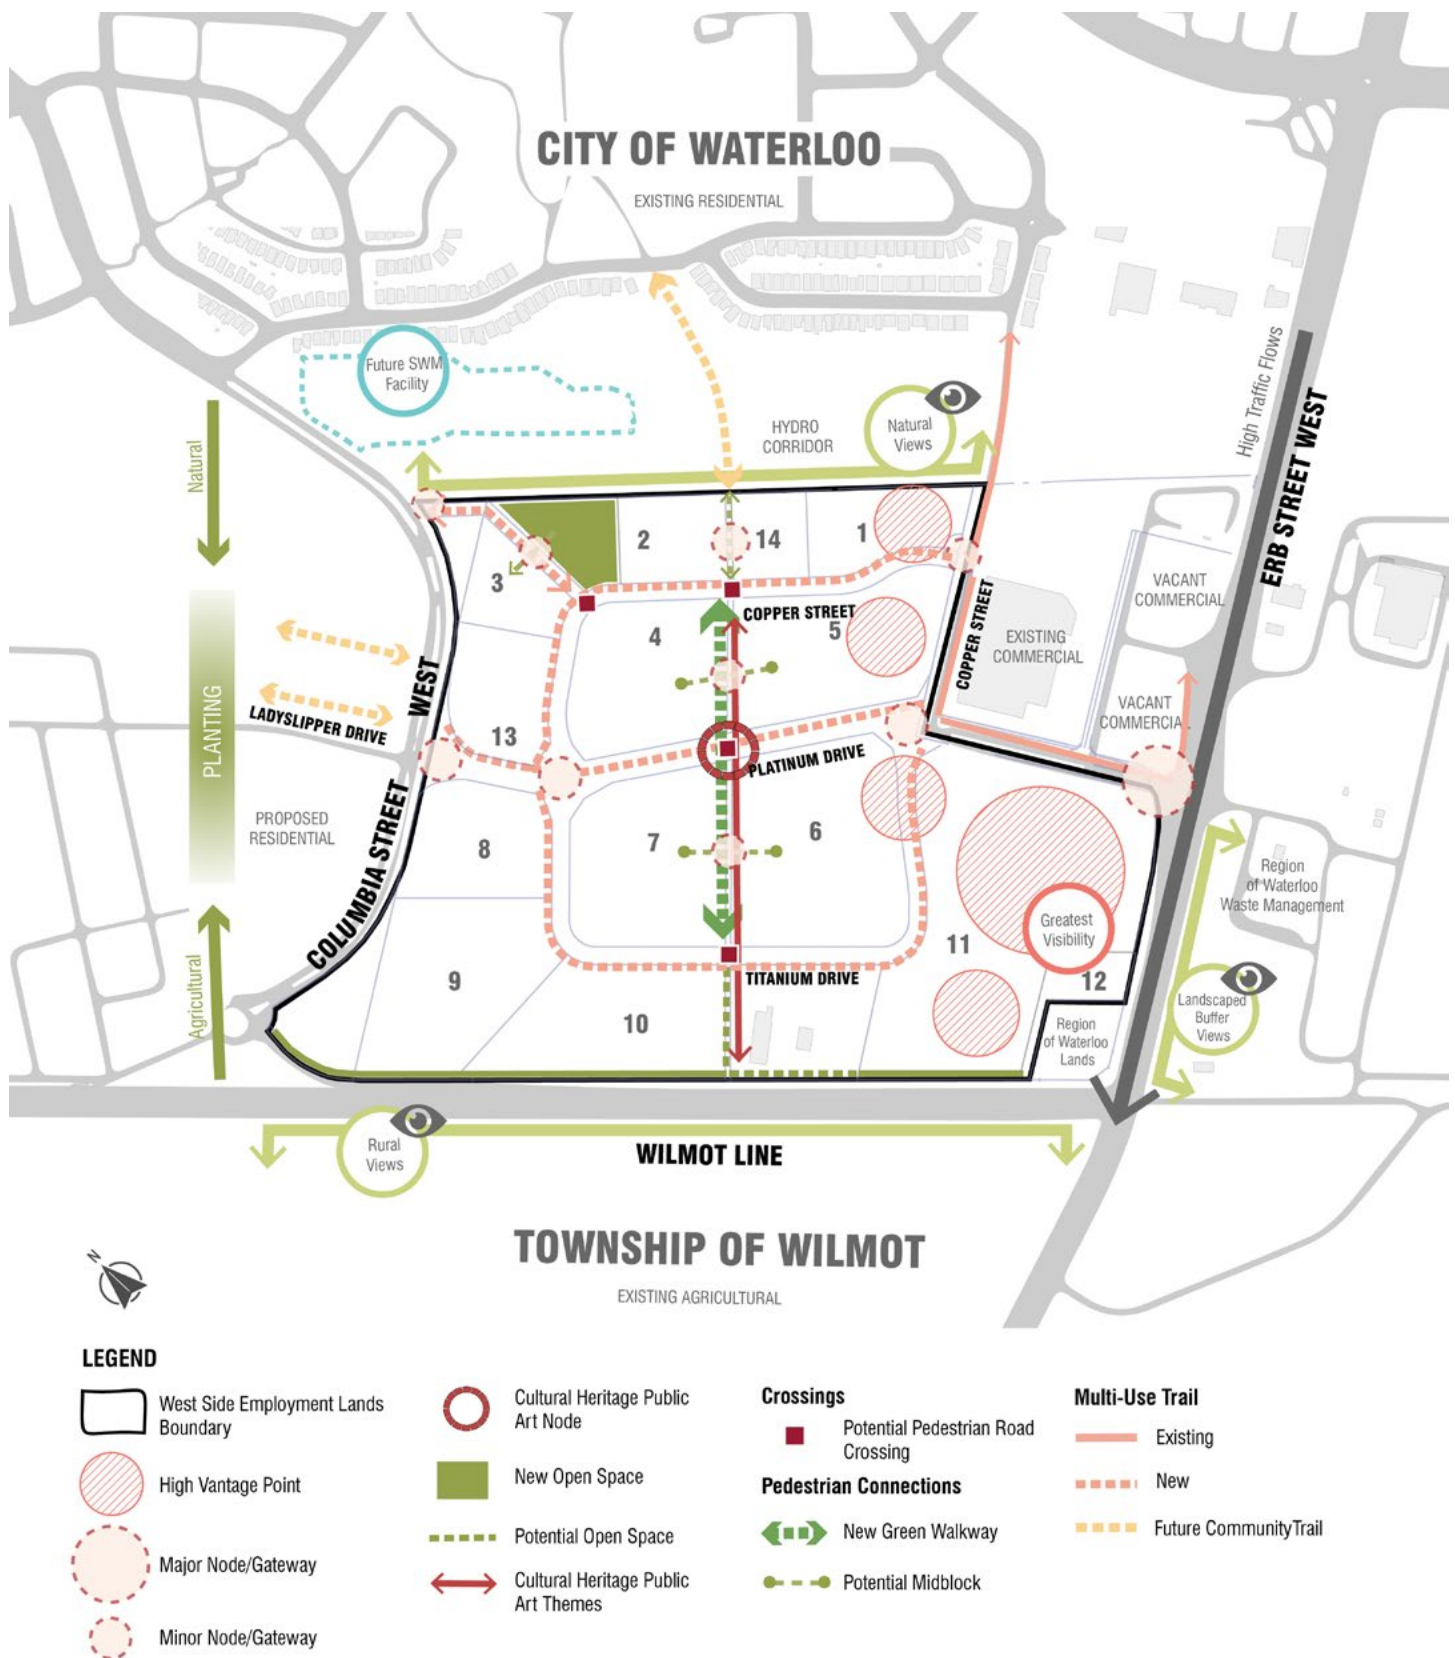 CITY OF WATERLOO
EXISTING RESIDENTIAL
High Traffic Flows
ERB STREET WEST
Future SWM
Facility
Natural
Views
HYDRO
CORRIDOR
Natural
2
14
1
3
4
COPPER STREET
5
COPPER STREET
EXISTING
COMMERCIAL
VACANT
COMMERCIAL
VACANT
COMMERCIAL
PLANTING
LADYSLIPPER DRIVE
WEST
13
PLATINUM DRIVE
COLUMBIA STREET
PROPOSED
RESIDENTIAL
8
7
6
Region
of Waterloo
Waste Management
Greatest
Visibility
11
12
Agricultural
9
TITANIUM DRIVE
10
Region
of Waterloo
Lands
Landscaped
Buffer
Views
Rural
Views
WILMOT LINE
TOWNSHIP OF WILMOT
EXISTING AGRICULTURAL
N
LEGEND
West Side Employment Lands
Boundary
High Vantage Point
Major Node/Gateway
Minor Node/Gateway
Cultural Heritage Public
Art Node
New Open Space
Potential Open Space
Cultural Heritage Public
Art Themes
Crossings
Potential Pedestrian Road
Crossing
Pedestrian Connections
New Green Walkway
Potential Midblock
Multi-Use Trail
Existing
New
Future CommunityTrail